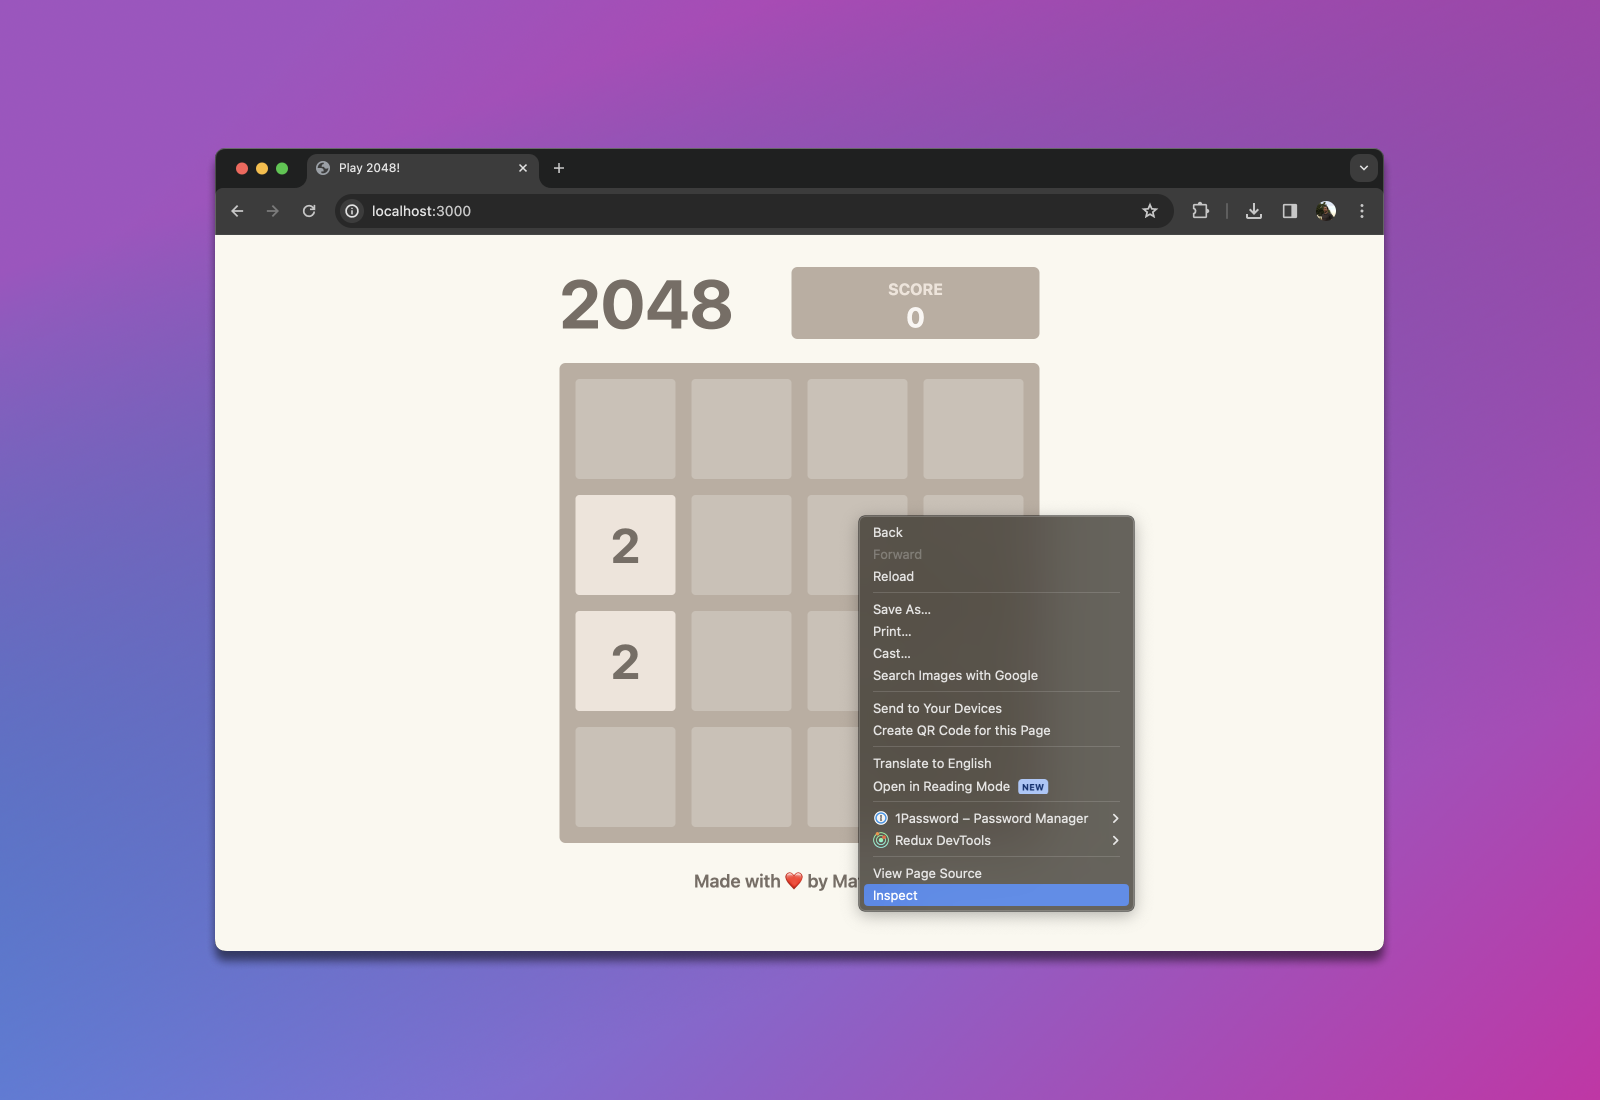 Play 2048!
localhost:3000
2048
SCORE
0
2
2
Made with ❤️ by
Back
Forward
Reload
Save As...
Print...
Cast...
Search Images with Google
Send to Your Devices
Create QR Code for this Page
Translate to English
Open in Reading Mode NEW
1Password – Password Manager
Redux DevTools
View Page Source
Inspect